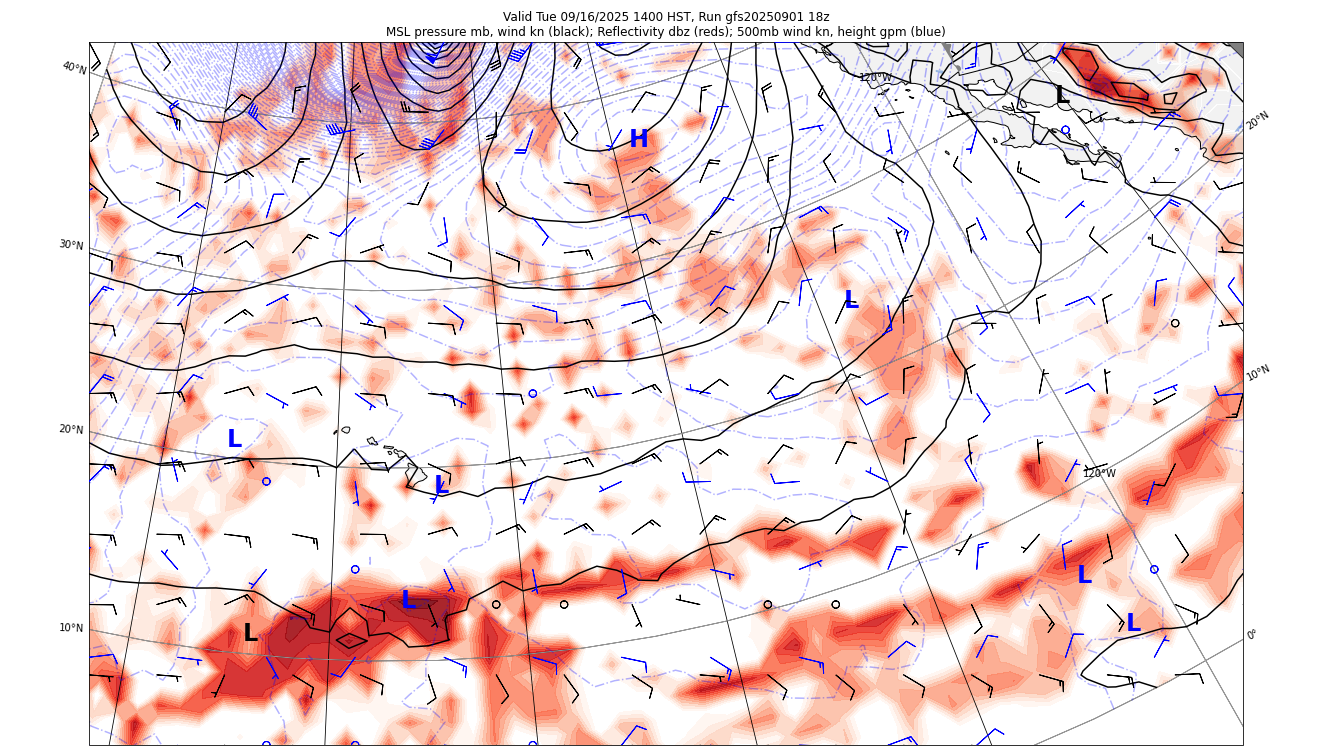 Valid Tue 09/16/2025 1400 HST, Run gfs20250901 18z
MSL pressure mb, wind kn (black); Reflectivity dbz (reds); 500mb wind kn, height gpm (blue)
40°N
120°W
L
20°N
H
30°N
L
10°N
20°N
L
L
120°W
L
L
10°N
L
L
0°